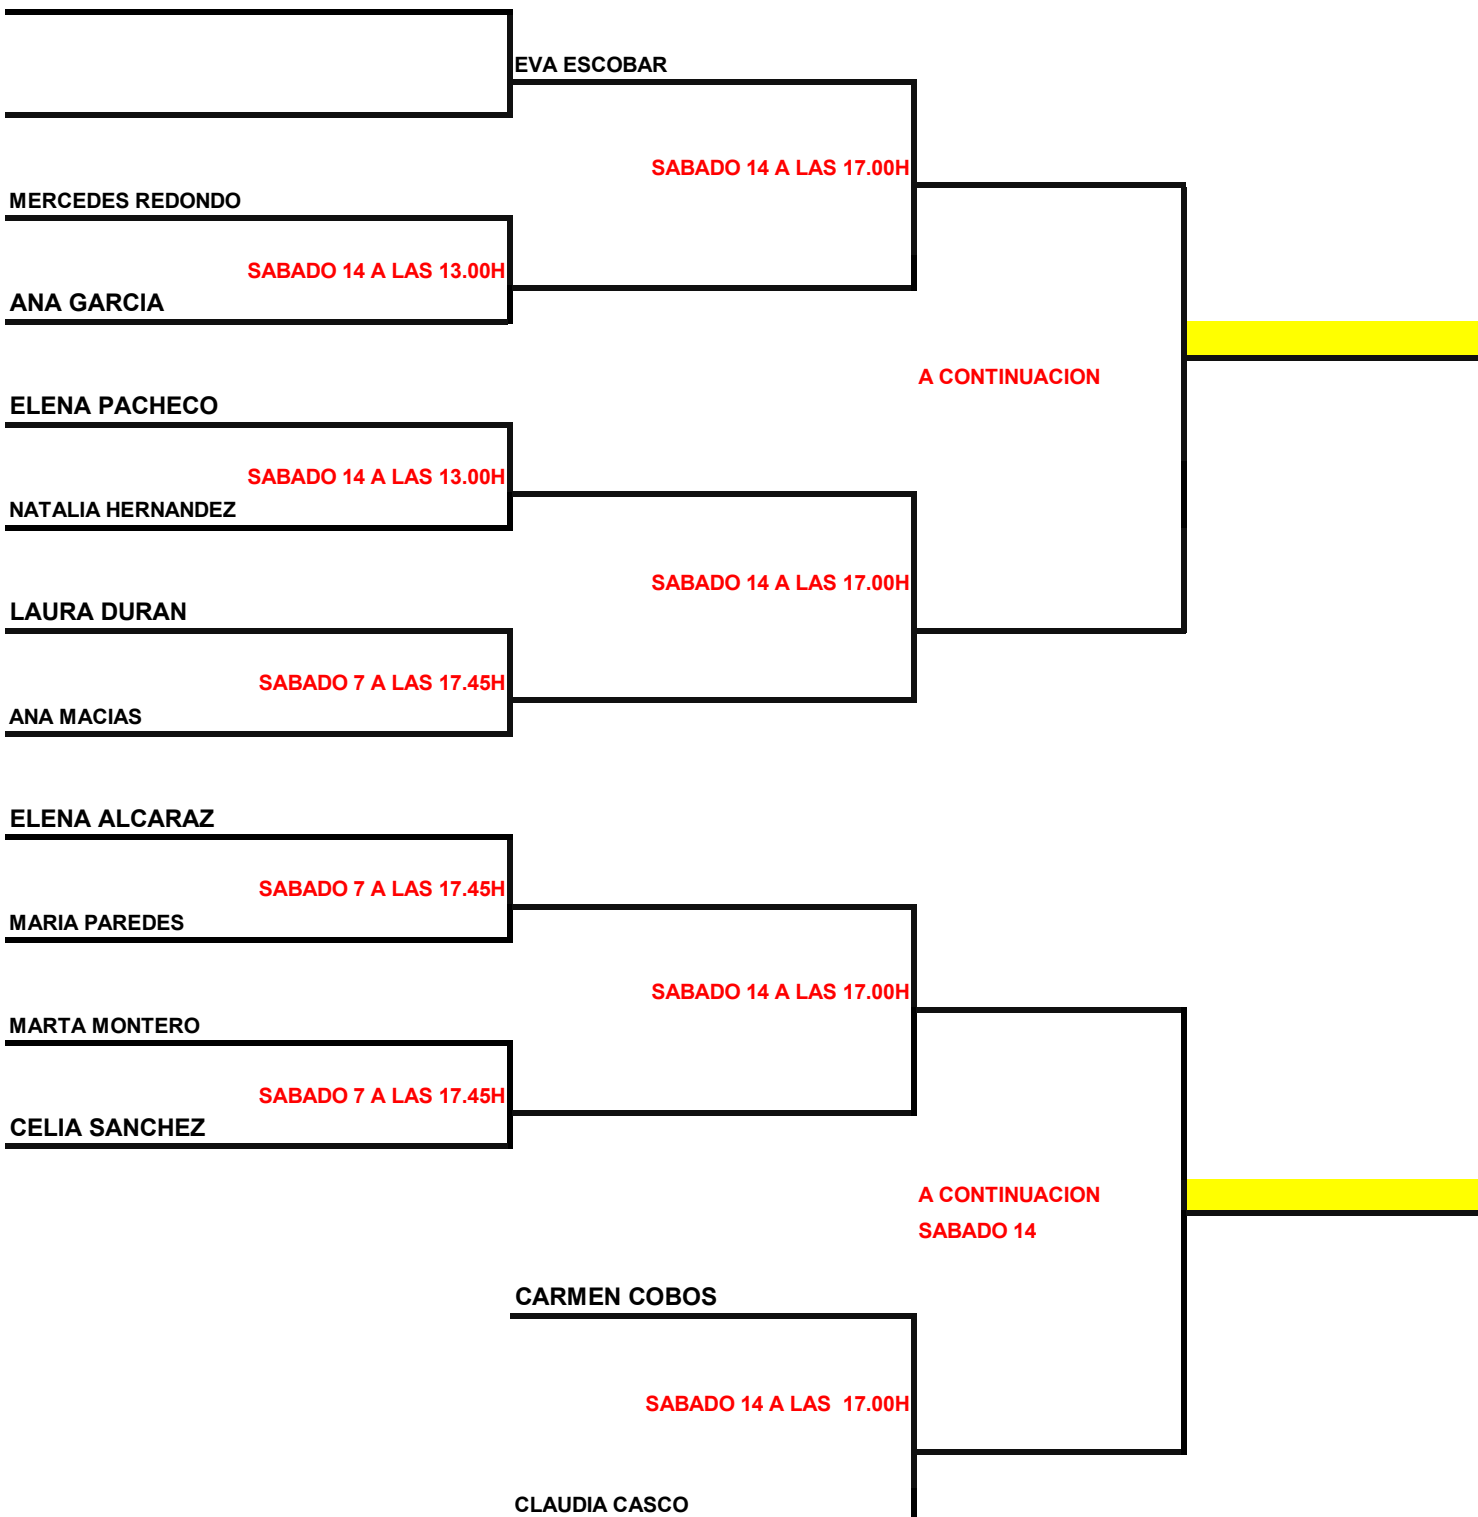 EVA ESCOBAR
SABADO 14 A LAS 17.00H
MERCEDES REDONDO
SABADO 14 A LAS 13.00H
ANA GARCIA
A CONTINUACION
ELENA PACHECO
SABADO 14 A LAS 13.00H
NATALIA HERNANDEZ
SABADO 14 A LAS 17.00H
LAURA DURAN
SABADO 7 A LAS 17.45H
ANA MACIAS
ELENA ALCARAZ
SABADO 7 A LAS 17.45H
MARIA PAREDES
SABADO 14 A LAS 17.00H
MARTA MONTERO
SABADO 7 A LAS 17.45H
CELIA SANCHEZ
A CONTINUACION
SABADO 14
CARMEN COBOS
SABADO 14 A LAS  17.00H
CLAUDIA CASCO